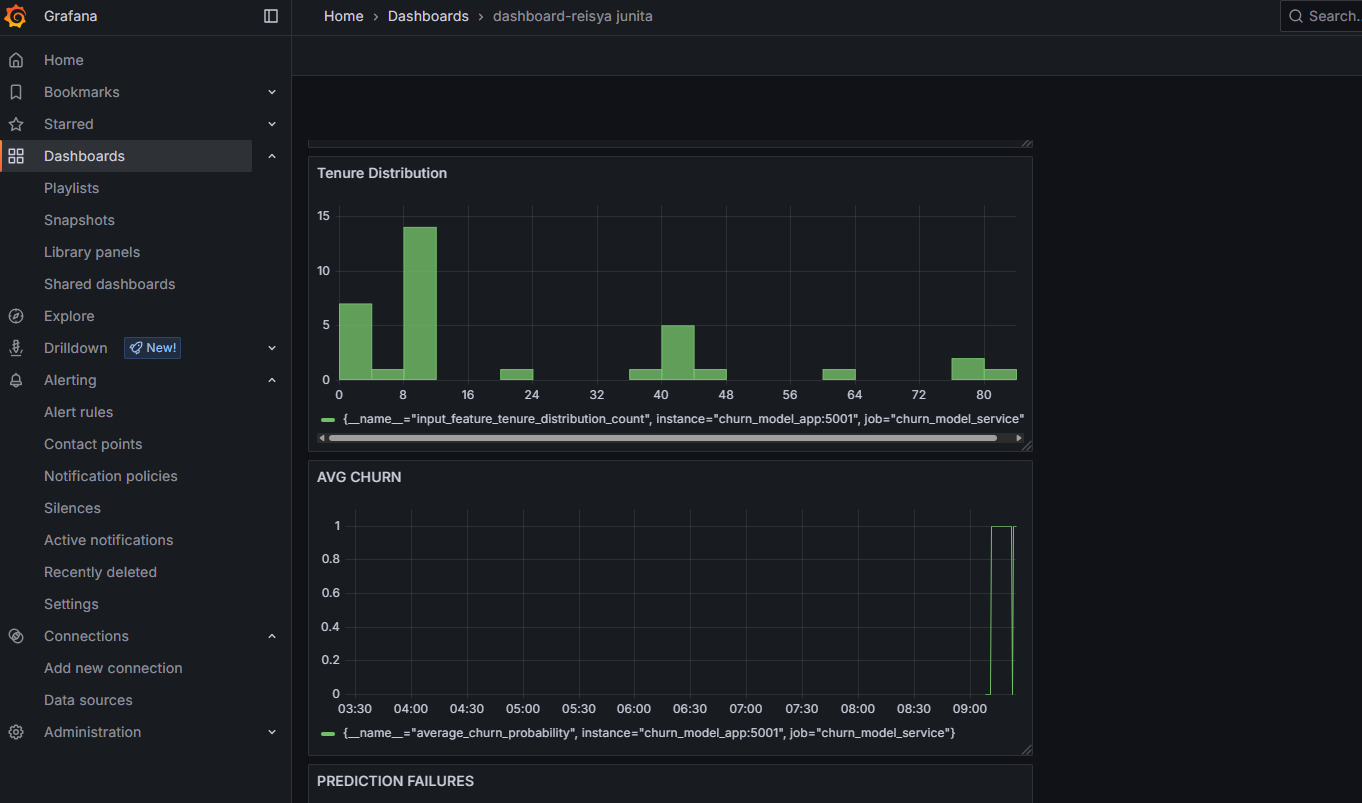 Grafana
Home › Dashboards › dashboard-reisya junita
Search..
Home
Bookmarks
Starred
Dashboards
Playlists
Snapshots
Library panels
Shared dashboards
Explore
Drilldown New!
Alerting
Alert rules
Contact points
Notification policies
Silences
Active notifications
Recently deleted
Settings
Connections
Add new connection
Data sources
Administration
Tenure Distribution
15
10
5
0
0 8 16 24 32 40 48 56 64 72 80
{__name__="input_feature_tenure_distribution_count", instance="churn_model_app:5001", job="churn_model_service"
AVG CHURN
1
0.8
0.6
0.4
0.2
0
03:30 04:00 04:30 05:00 05:30 06:00 06:30 07:00 07:30 08:00 08:30 09:00
{__name__="average_churn_probability", instance="churn_model_app:5001", job="churn_model_service"}
PREDICTION FAILURES